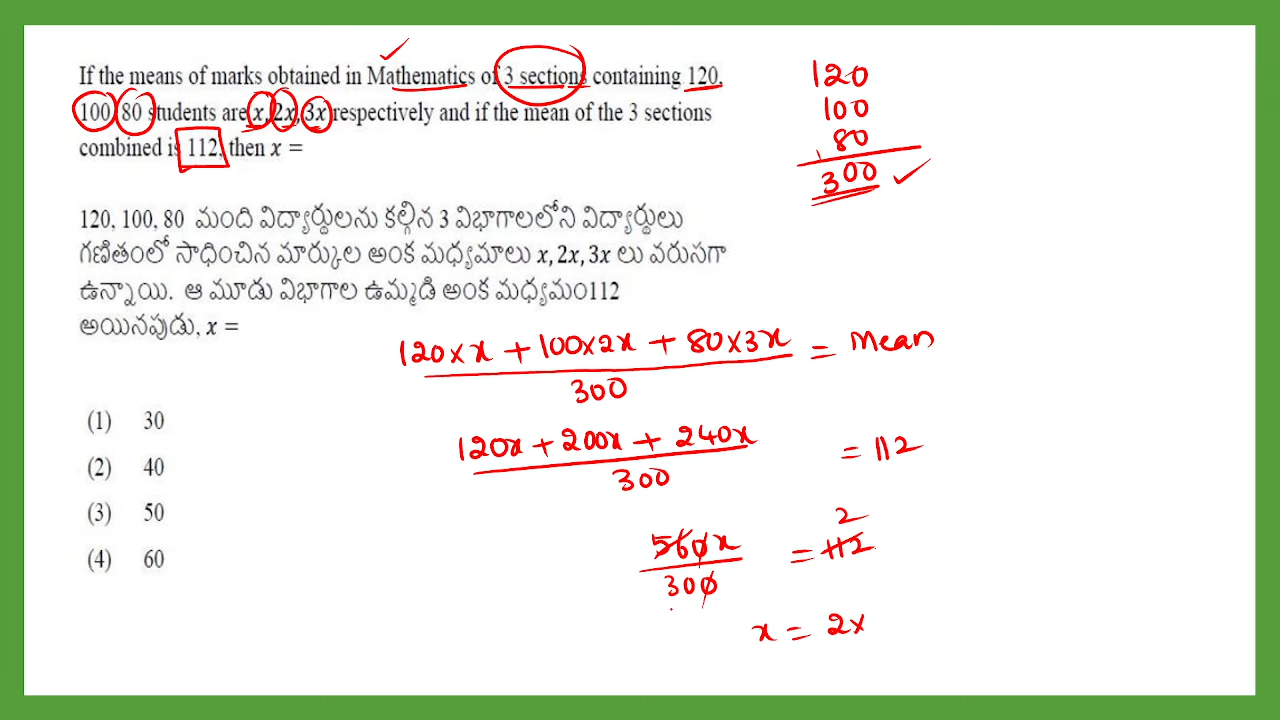 If the means of marks obtained in Mathematics of 3 sections containing 120,
100, 80 students are x, 2x, 3x respectively and if the mean of the 3 sections
combined is 112, then x =
120, 100, 80 మంది విద్యార్థులను కల్గిన 3 విభాగాలలోని విద్యార్థులు
గణితంలో సాధించిన మార్కుల అంక మధ్యమాలు x, 2x, 3x లు వరుసగా
ఉన్నాయి. ఆ మూడు విభాగాల ఉమ్మడి అంక మధ్యమం112
అయినపుడు, x =
(1) 30
(2) 40
(3) 50
(4) 60
120
100
80
300
120×x + 100×2x + 80×3x = Mean
300
120x + 200x + 240x = 112
300
2
560x = 112
300
x = 2×